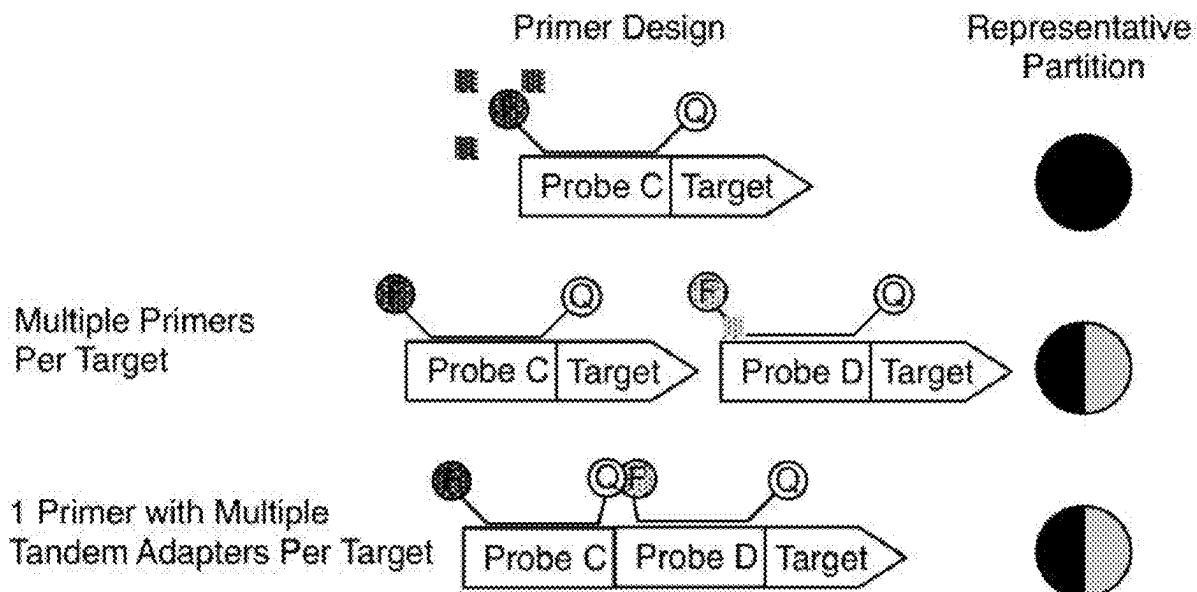 Primer Design
Representative
Partition
Q
Probe C Target
Multiple Primers
Per Target
Q F Q
Probe C Target Probe D Target
1 Primer with Multiple
Tandem Adapters Per Target
Q F Q
Probe C Probe D Target